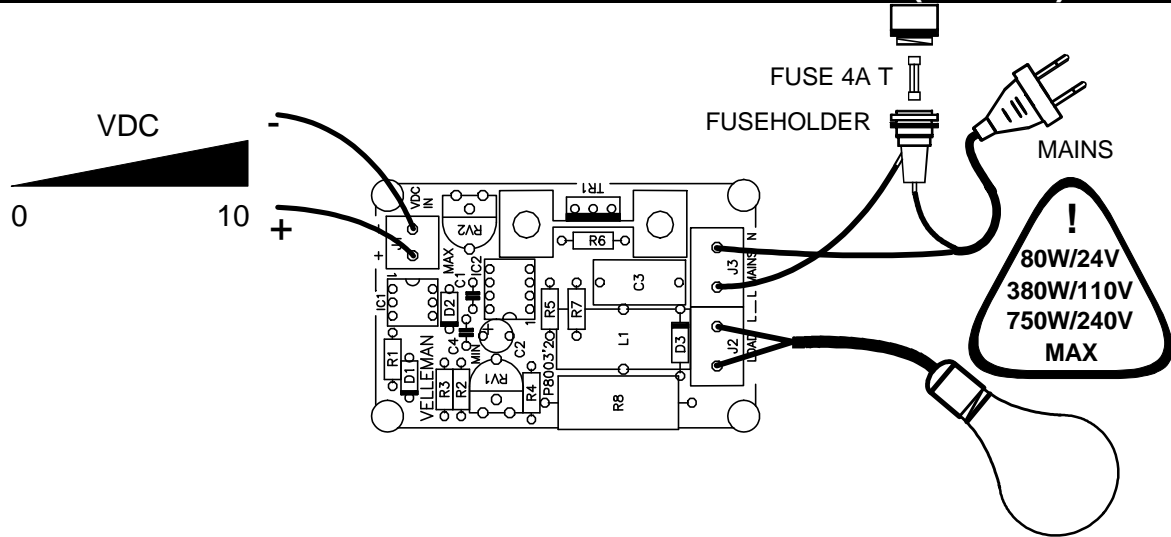 FUSE 4A T
FUSEHOLDER
MAINS
VDC
0
10
-
+
!
80W/24V
380W/110V
750W/240V
MAX
VDC
IN
-
+
MAX
RV2
TR1
R6
C3
N
J3
L MAINS
L
J2
LOAD
IC1
1
D2
C1
IC2
1
C4
MIN
C2
R5
R7
L1
D3
R1
D1
VELLEMAN
R3
R2
RV1
R4
P8003'2
R8